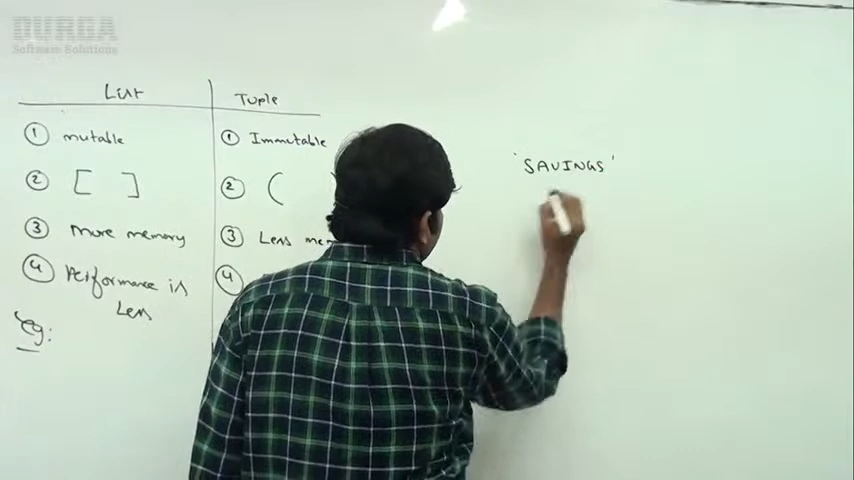 DURGA
Software Solutions
List Tuple
① mutable ① Immutable
② [ ] ② (
③ More memory ③ Less
④ Performance is ④
Less
Eg:
'SAVINGS'